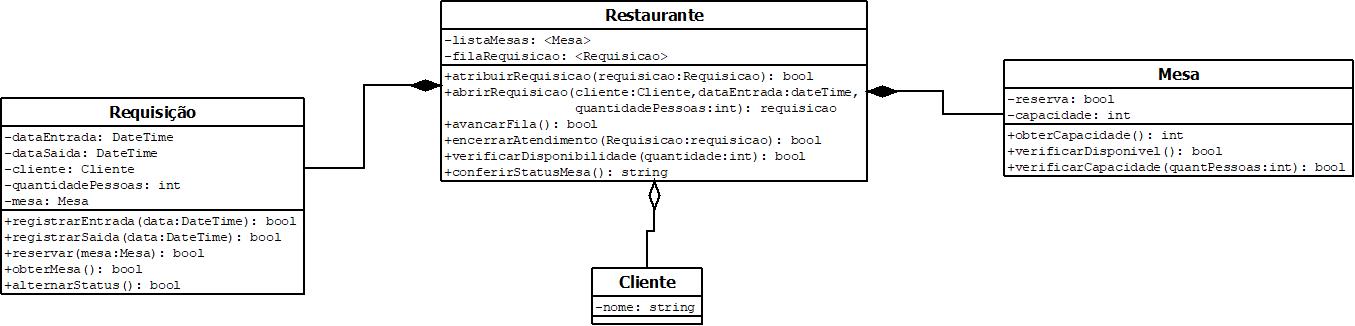 Restaurante
-listaMesas: <Mesa>
-filaRequisicao: <Requisicao>
+atribuirRequisicao(requisicao:Requisicao): bool
+abrirRequisicao(cliente:Cliente,dataEntrada:dateTime,
quantidadePessoas:int): requisicao
+avancarFila(): bool
+encerrarAtendimento(Requisicao:requisicao): bool
+verificarDisponibilidade(quantidade:int): bool
+conferirStatusMesa(): string
Requisição
-dataEntrada: DateTime
-dataSaida: DateTime
-cliente: Cliente
-quantidadePessoas: int
-mesa: Mesa
+registrarEntrada(data:DateTime): bool
+registrarSaida(data:DateTime): bool
+reservar(mesa:Mesa): bool
+obterMesa(): bool
+alternarStatus(): bool
Mesa
-reserva: bool
-capacidade: int
+obterCapacidade(): int
+verificarDisponivel(): bool
+verificarCapacidade(quantPessoas:int): bool
Cliente
-nome: string